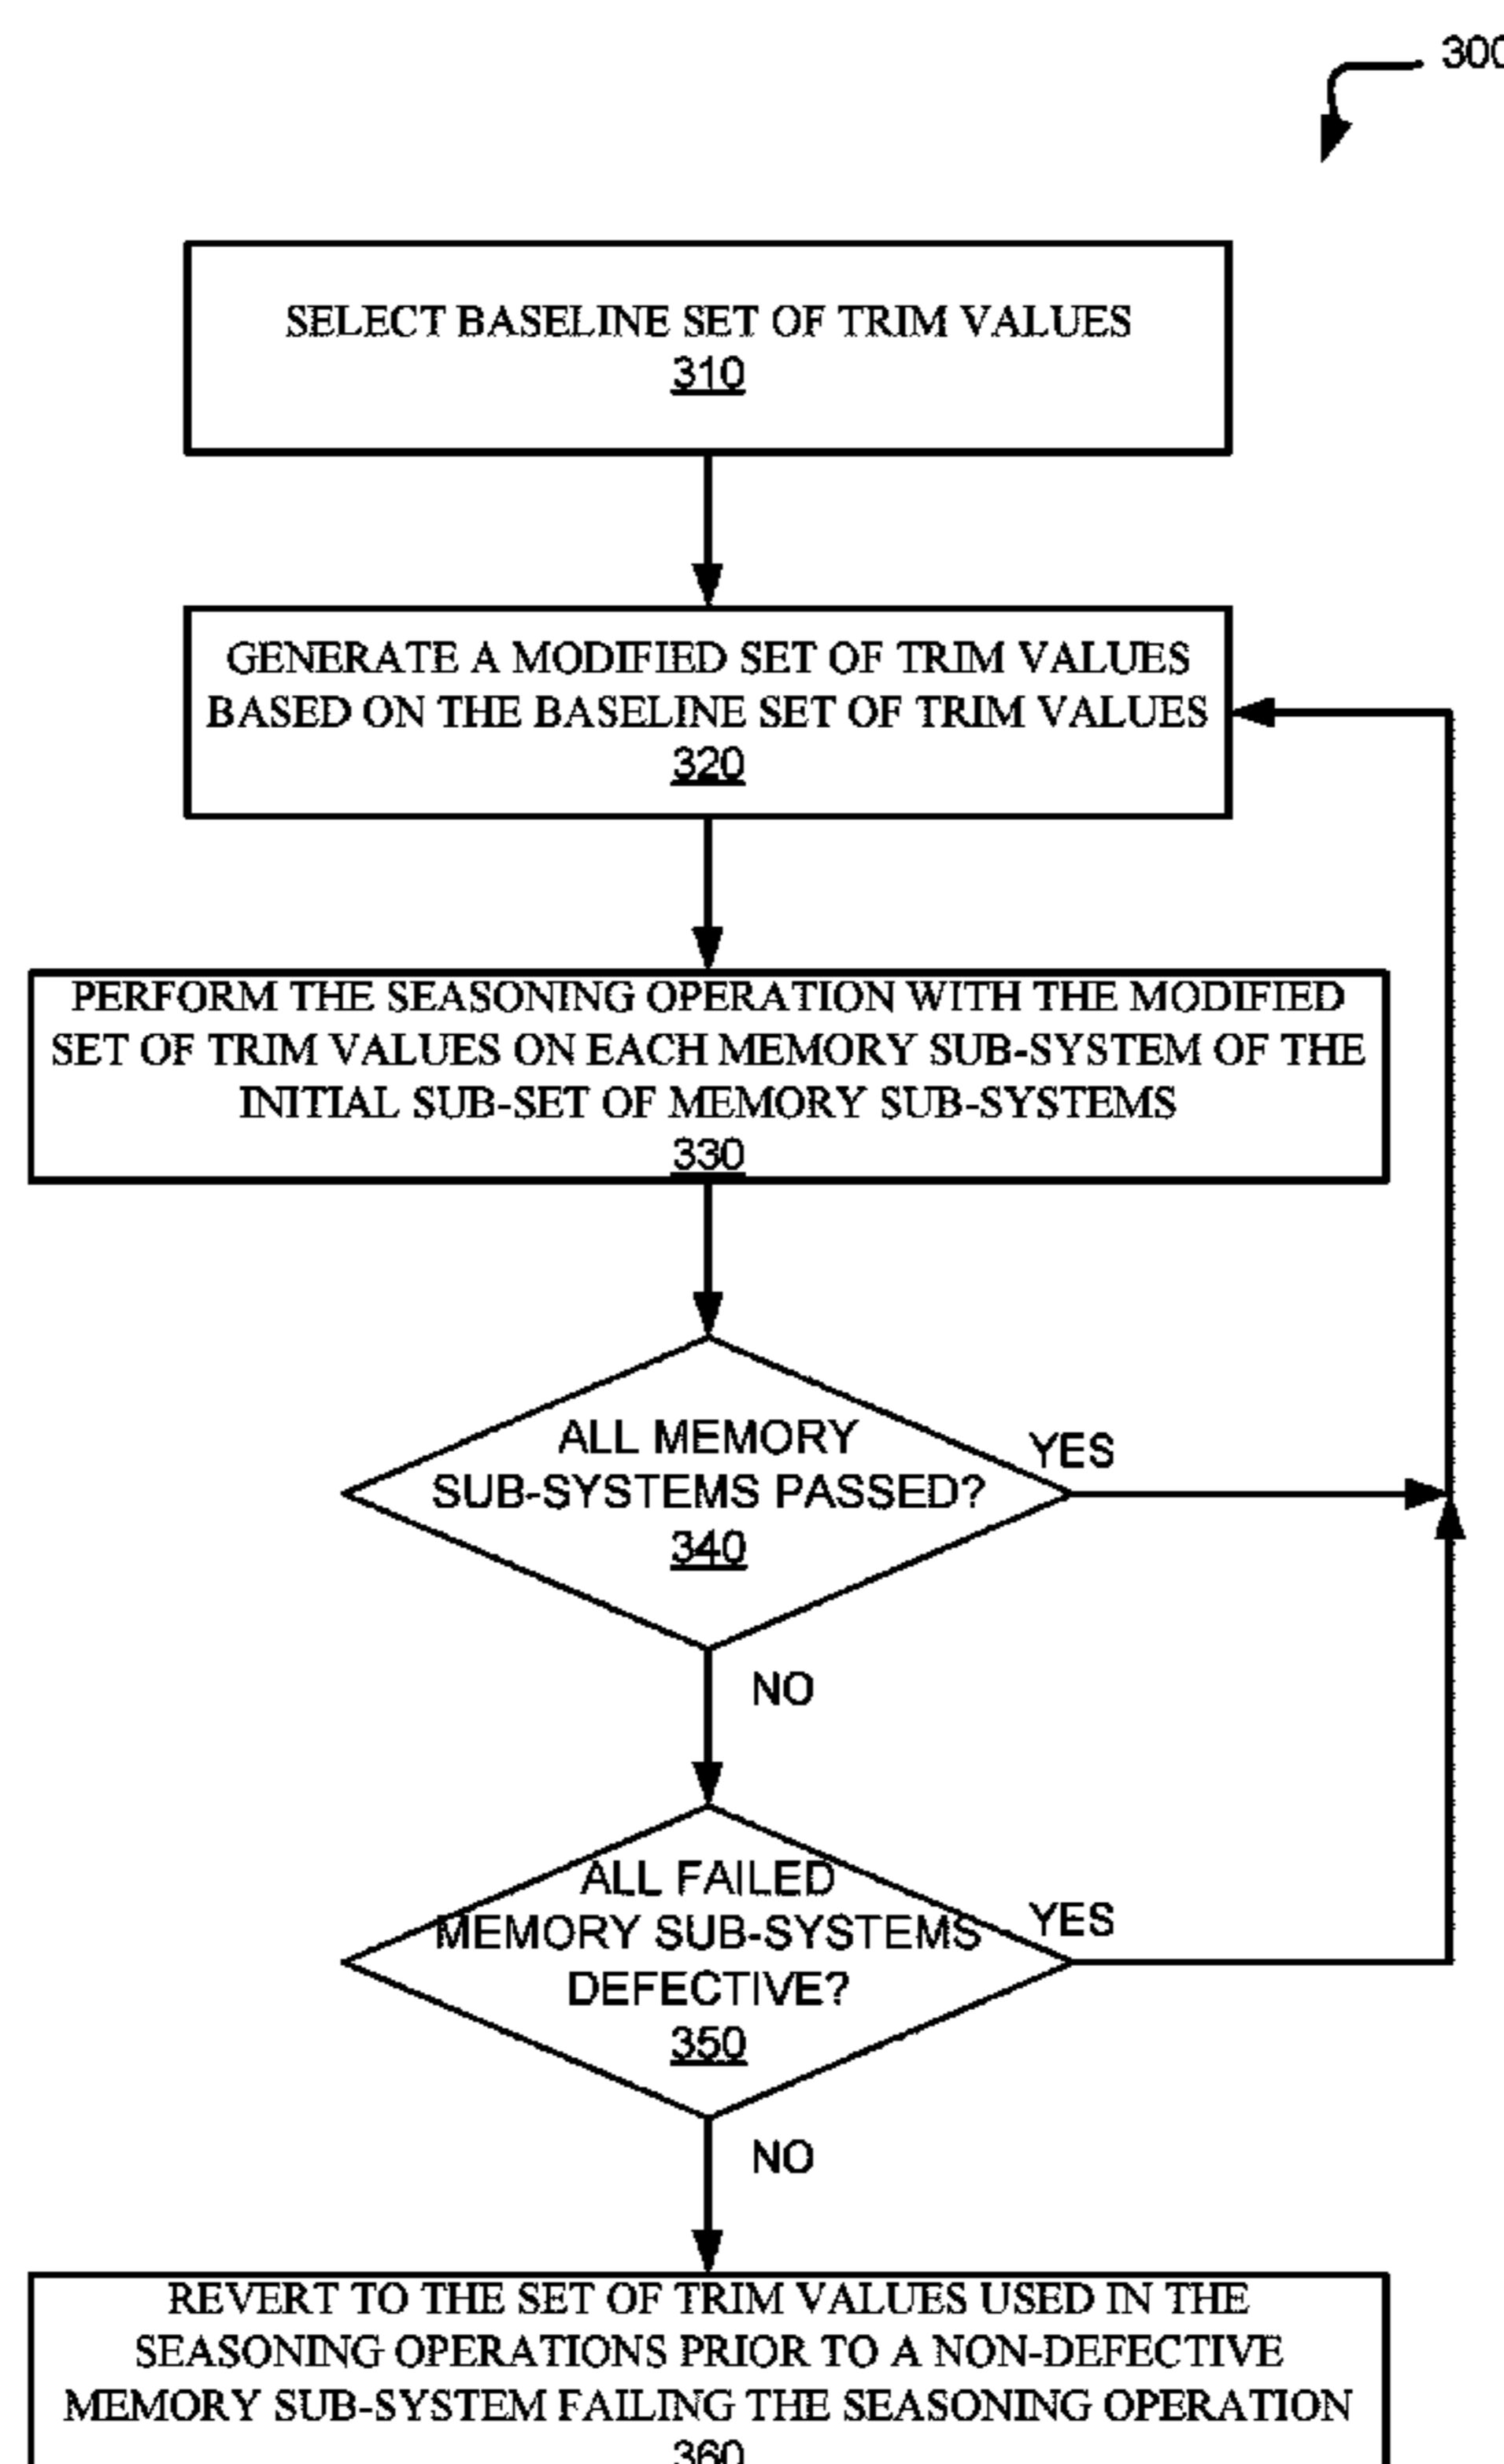 300
SELECT BASELINE SET OF TRIM VALUES
310
GENERATE A MODIFIED SET OF TRIM VALUES
BASED ON THE BASELINE SET OF TRIM VALUES
320
PERFORM THE SEASONING OPERATION WITH THE MODIFIED
SET OF TRIM VALUES ON EACH MEMORY SUB-SYSTEM OF THE
INITIAL SUB-SET OF MEMORY SUB-SYSTEMS
330
ALL MEMORY
SUB-SYSTEMS PASSED?
340
YES
NO
ALL FAILED
MEMORY SUB-SYSTEMS
DEFECTIVE?
350
YES
NO
REVERT TO THE SET OF TRIM VALUES USED IN THE
SEASONING OPERATIONS PRIOR TO A NON-DEFECTIVE
MEMORY SUB-SYSTEM FAILING THE SEASONING OPERATION
360